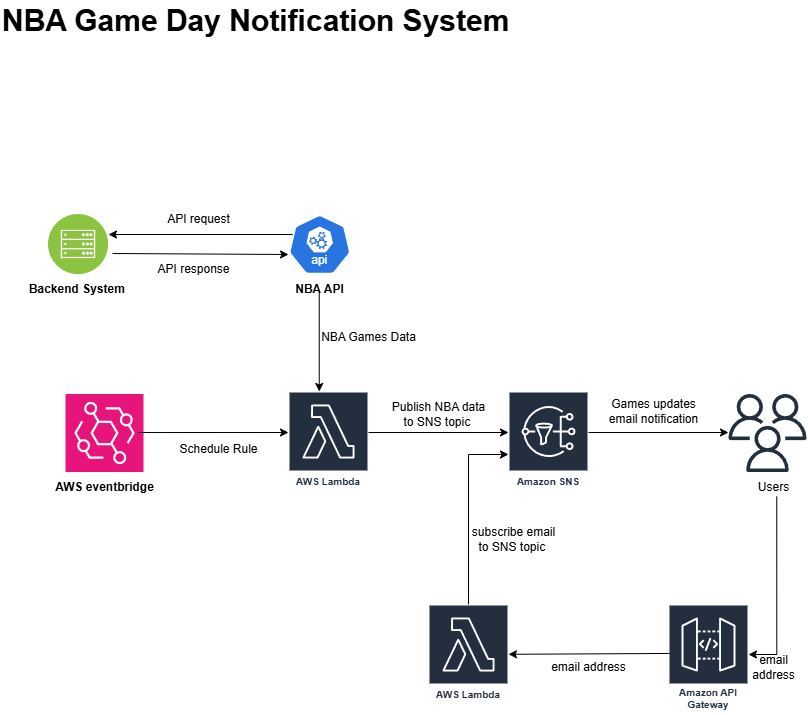 NBA Game Day Notification System
API request
api
API response
Backend System
NBA API
NBA Games Data
Publish NBA data
to SNS topic
Games updates
email notification
Schedule Rule
AWS eventbridge
AWS Lambda
Amazon SNS
Users
subscribe email
to SNS topic
</>
email address
email
address
AWS Lambda
Amazon API
Gateway